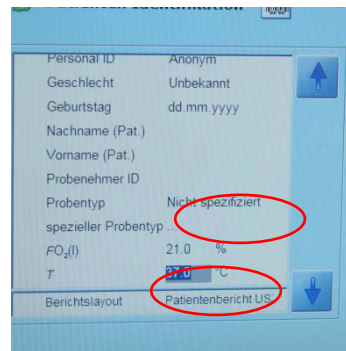 Personal ID Anonym
Geschlecht Unbekannt
Geburtstag dd.mm.yyyy
Nachname (Pat.)
Vorname (Pat.)
Probenehmer ID
Probentyp Nicht spezifiziert
spezieller Probentyp ...
FO₂(I) 21.0 %
T 37.0 °C
Berichtslayout Patientenbericht US